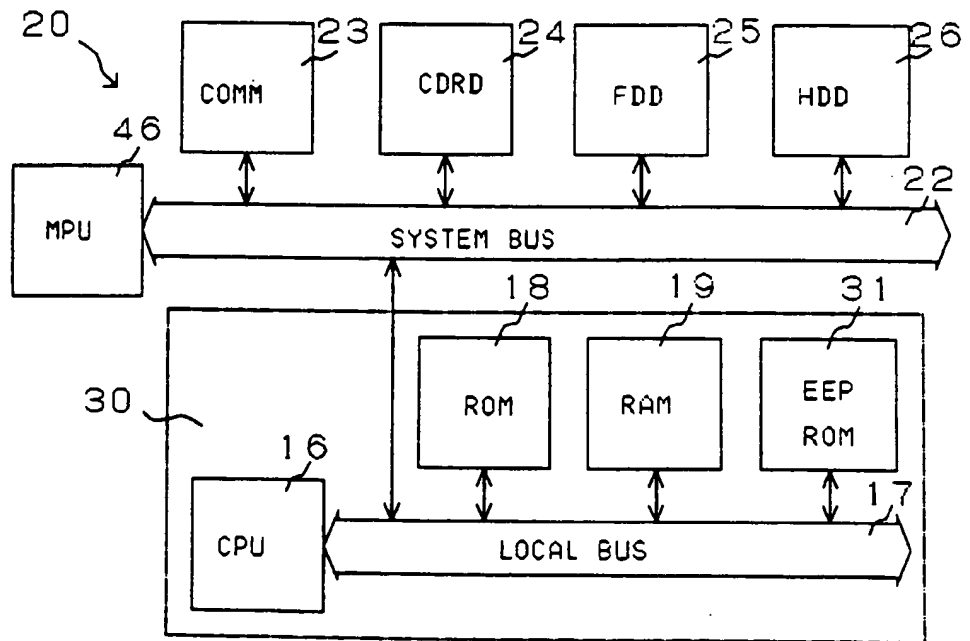 20
23
24
25
26
COMM
CDRD
FDD
HDD
46
MPU
22
SYSTEM BUS
18
19
31
30
ROM
RAM
EEP
ROM
16
17
CPU
LOCAL BUS